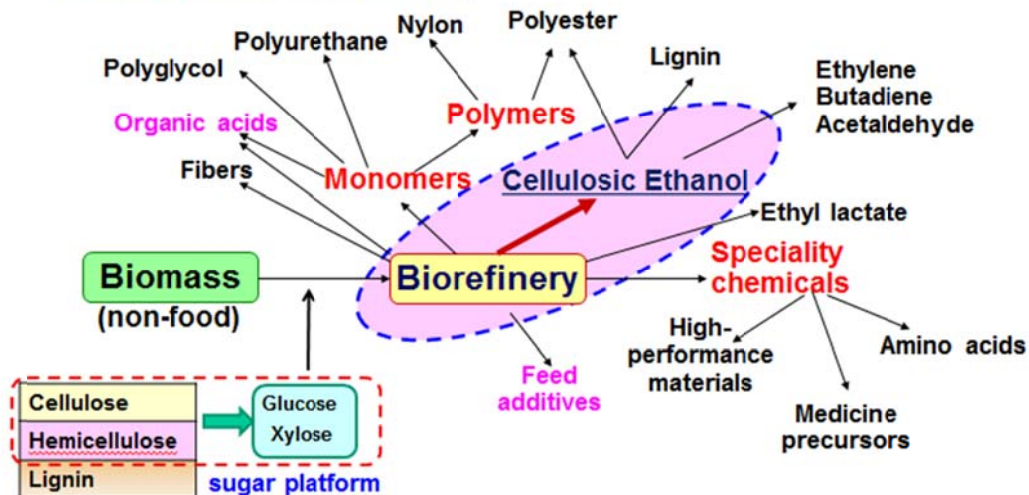 Nylon
Polyester
Polyurethane
Lignin
Polyglycol
Ethylene
Butadiene
Acetaldehyde
Organic acids
Polymers
Fibers
Monomers
Cellulosic Ethanol
Ethyl lactate
Biomass
(non-food)
Biorefinery
Speciality
chemicals
High-
performance
materials
Amino acids
Feed
additives
Medicine
precursors
Cellulose
Hemicellulose
Lignin
Glucose
Xylose
sugar platform